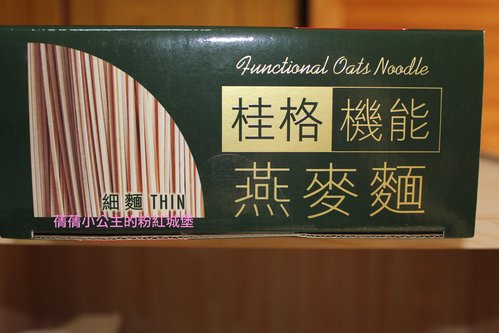 Functional Oats Noodle
桂格機能
燕麥麵
細麵 THIN
倩倩小公主的粉紅城堡